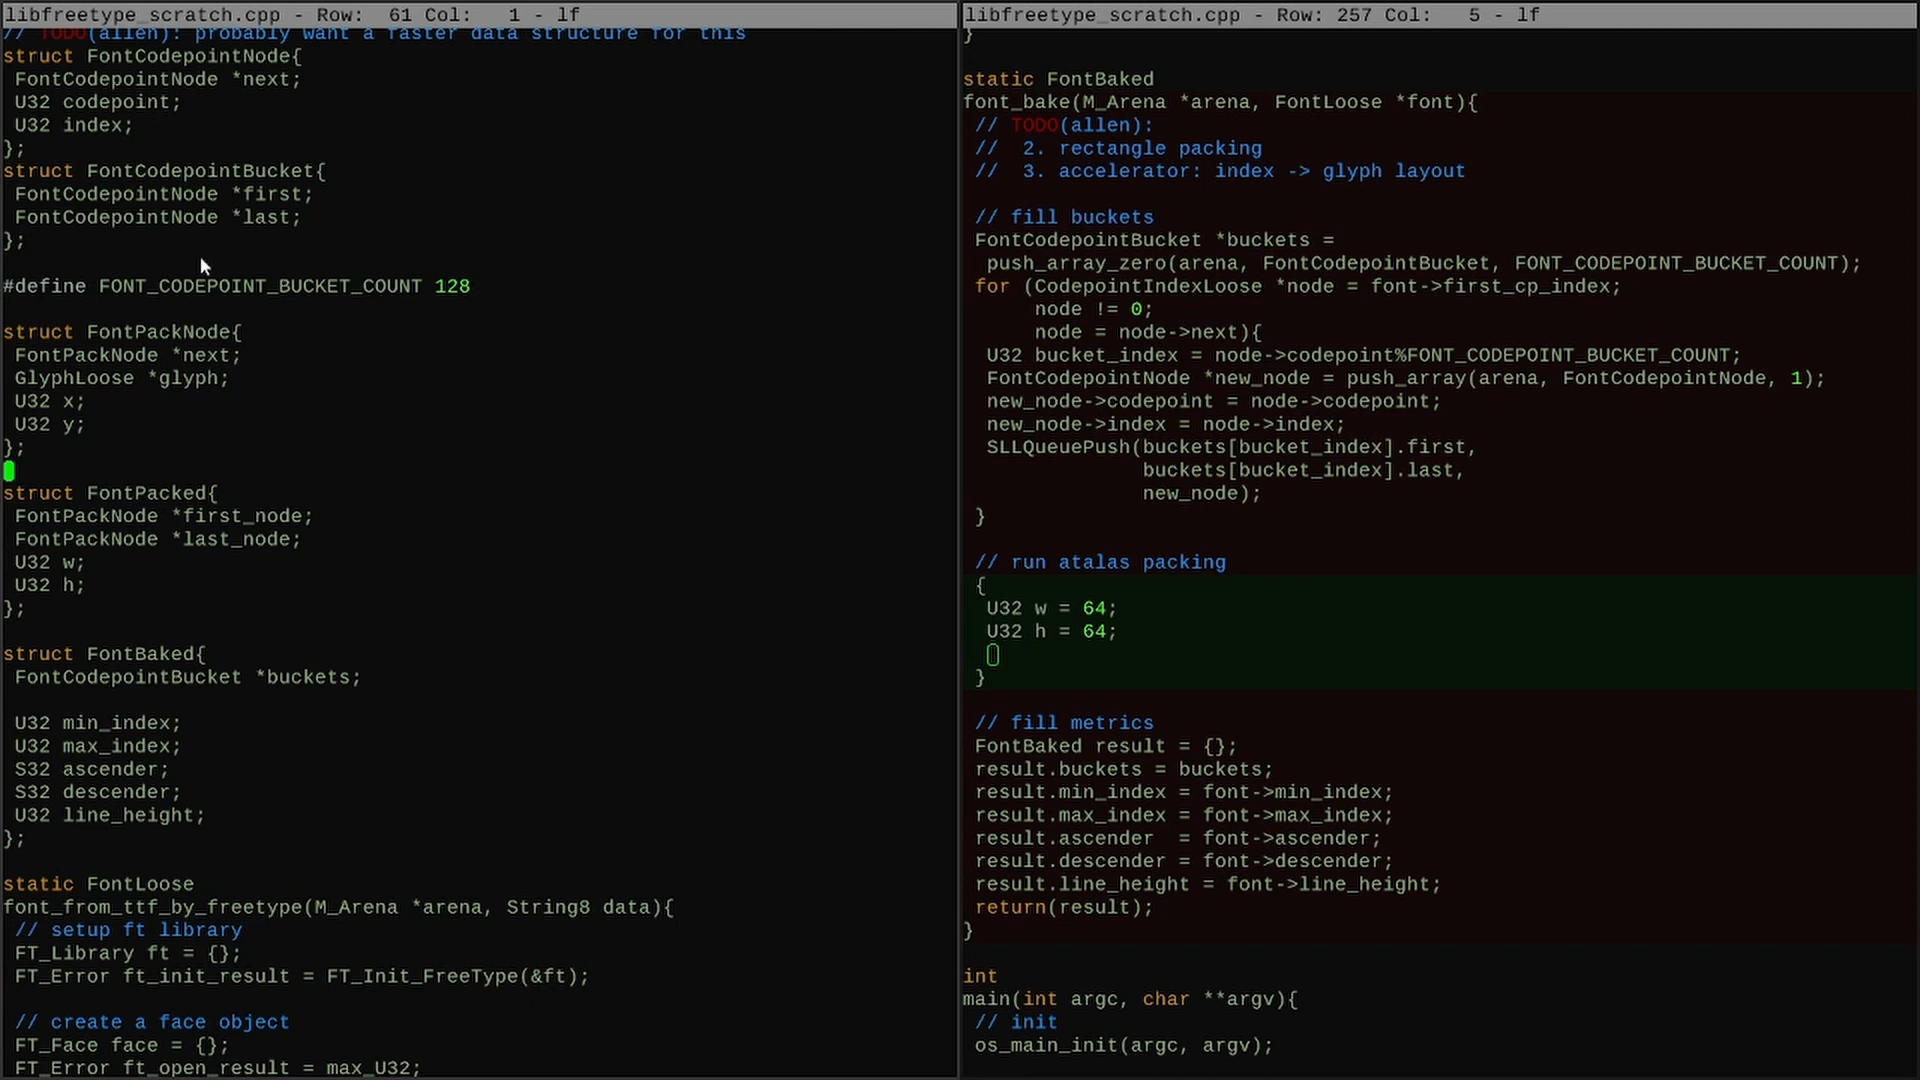 libfreetype_scratch.cpp - Row:  61 Col:   1 - lf
// TODO(allen): probably want a faster data structure for this
struct FontCodepointNode{
 FontCodepointNode *next;
 U32 codepoint;
 U32 index;
};
struct FontCodepointBucket{
 FontCodepointNode *first;
 FontCodepointNode *last;
};
#define FONT_CODEPOINT_BUCKET_COUNT 128
struct FontPackNode{
 FontPackNode *next;
 GlyphLoose *glyph;
 U32 x;
 U32 y;
};
struct FontPacked{
 FontPackNode *first_node;
 FontPackNode *last_node;
 U32 w;
 U32 h;
};
struct FontBaked{
 FontCodepointBucket *buckets;
 U32 min_index;
 U32 max_index;
 S32 ascender;
 S32 descender;
 U32 line_height;
};
static FontLoose
font_from_ttf_by_freetype(M_Arena *arena, String8 data){
 // setup ft library
 FT_Library ft = {};
 FT_Error ft_init_result = FT_Init_FreeType(&ft);
 // create a face object
 FT_Face face = {};
 FT_Error ft_open_result = max_U32;
libfreetype_scratch.cpp - Row: 257 Col:   5 - lf
}
static FontBaked
font_bake(M_Arena *arena, FontLoose *font){
 // TODO(allen):
 //  2. rectangle packing
 //  3. accelerator: index -> glyph layout
 // fill buckets
 FontCodepointBucket *buckets =
  push_array_zero(arena, FontCodepointBucket, FONT_CODEPOINT_BUCKET_COUNT);
 for (CodepointIndexLoose *node = font->first_cp_index;
      node != 0;
      node = node->next){
  U32 bucket_index = node->codepoint%FONT_CODEPOINT_BUCKET_COUNT;
  FontCodepointNode *new_node = push_array(arena, FontCodepointNode, 1);
  new_node->codepoint = node->codepoint;
  new_node->index = node->index;
  SLLQueuePush(buckets[bucket_index].first,
               buckets[bucket_index].last,
               new_node);
 }
 // run atalas packing
 {
  U32 w = 64;
  U32 h = 64;
 }
 // fill metrics
 FontBaked result = {};
 result.buckets = buckets;
 result.min_index = font->min_index;
 result.max_index = font->max_index;
 result.ascender  = font->ascender;
 result.descender = font->descender;
 result.line_height = font->line_height;
 return(result);
}
int
main(int argc, char **argv){
 // init
 os_main_init(argc, argv);